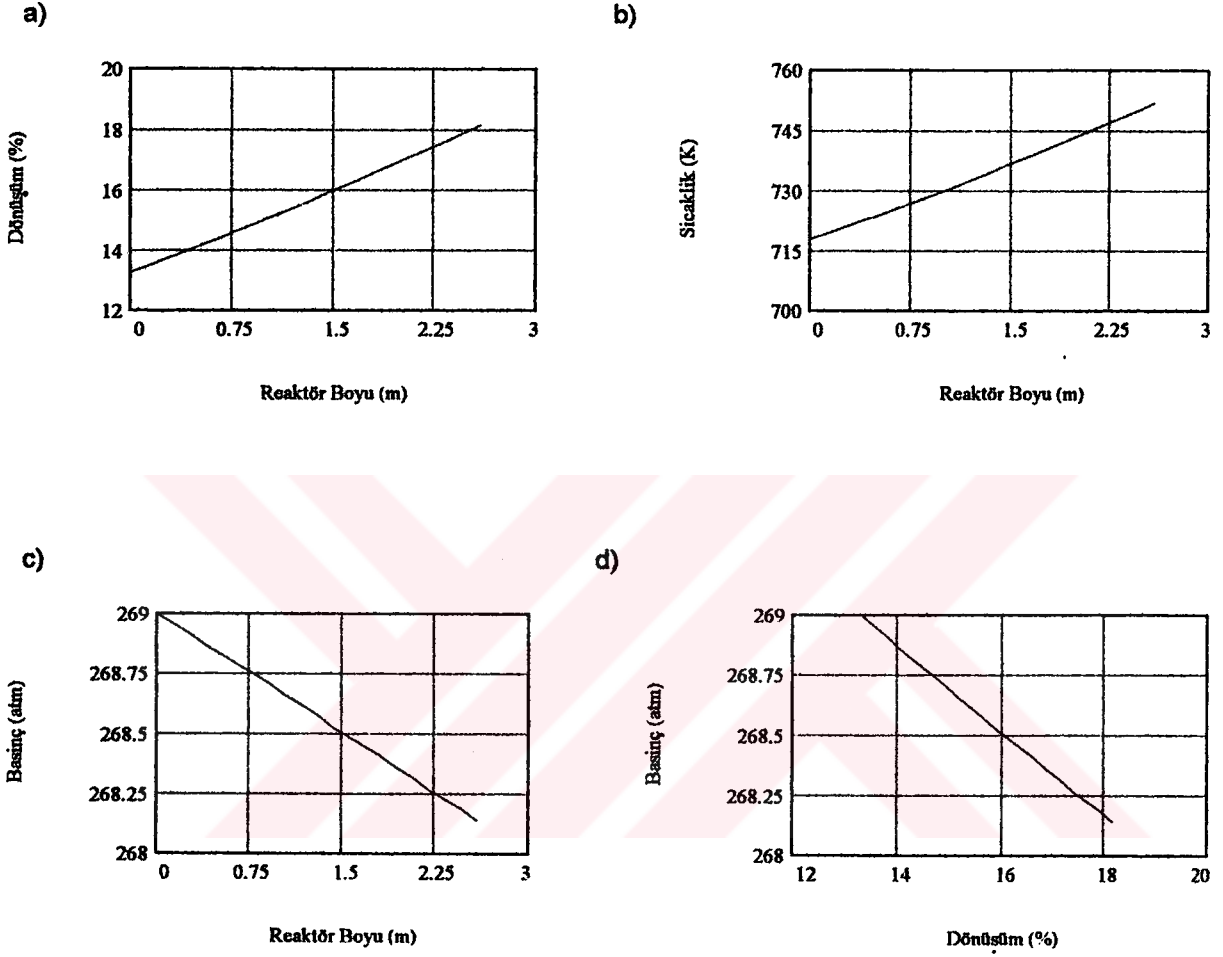 a)
20
18
16
14
12
Dönüşüm (%)
0 0.75 1.5 2.25 3
Reaktör Boyu (m)
b)
760
745
730
715
700
Sicaklik (K)
0 0.75 1.5 2.25 3
Reaktör Boyu (m)
c)
269
268.75
268.5
268.25
268
Basinç (atm)
0 0.75 1.5 2.25 3
Reaktör Boyu (m)
d)
269
268.75
268.5
268.25
268
Basinç (atm)
12 14 16 18 20
Dönüşüm (%)